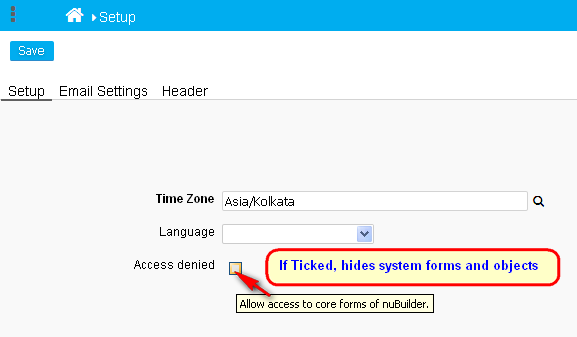 Setup
Save
Setup Email Settings Header
Time Zone Asia/Kolkata
Language
Access denied If Ticked, hides system forms and objects
Allow access to core forms of nuBuilder.